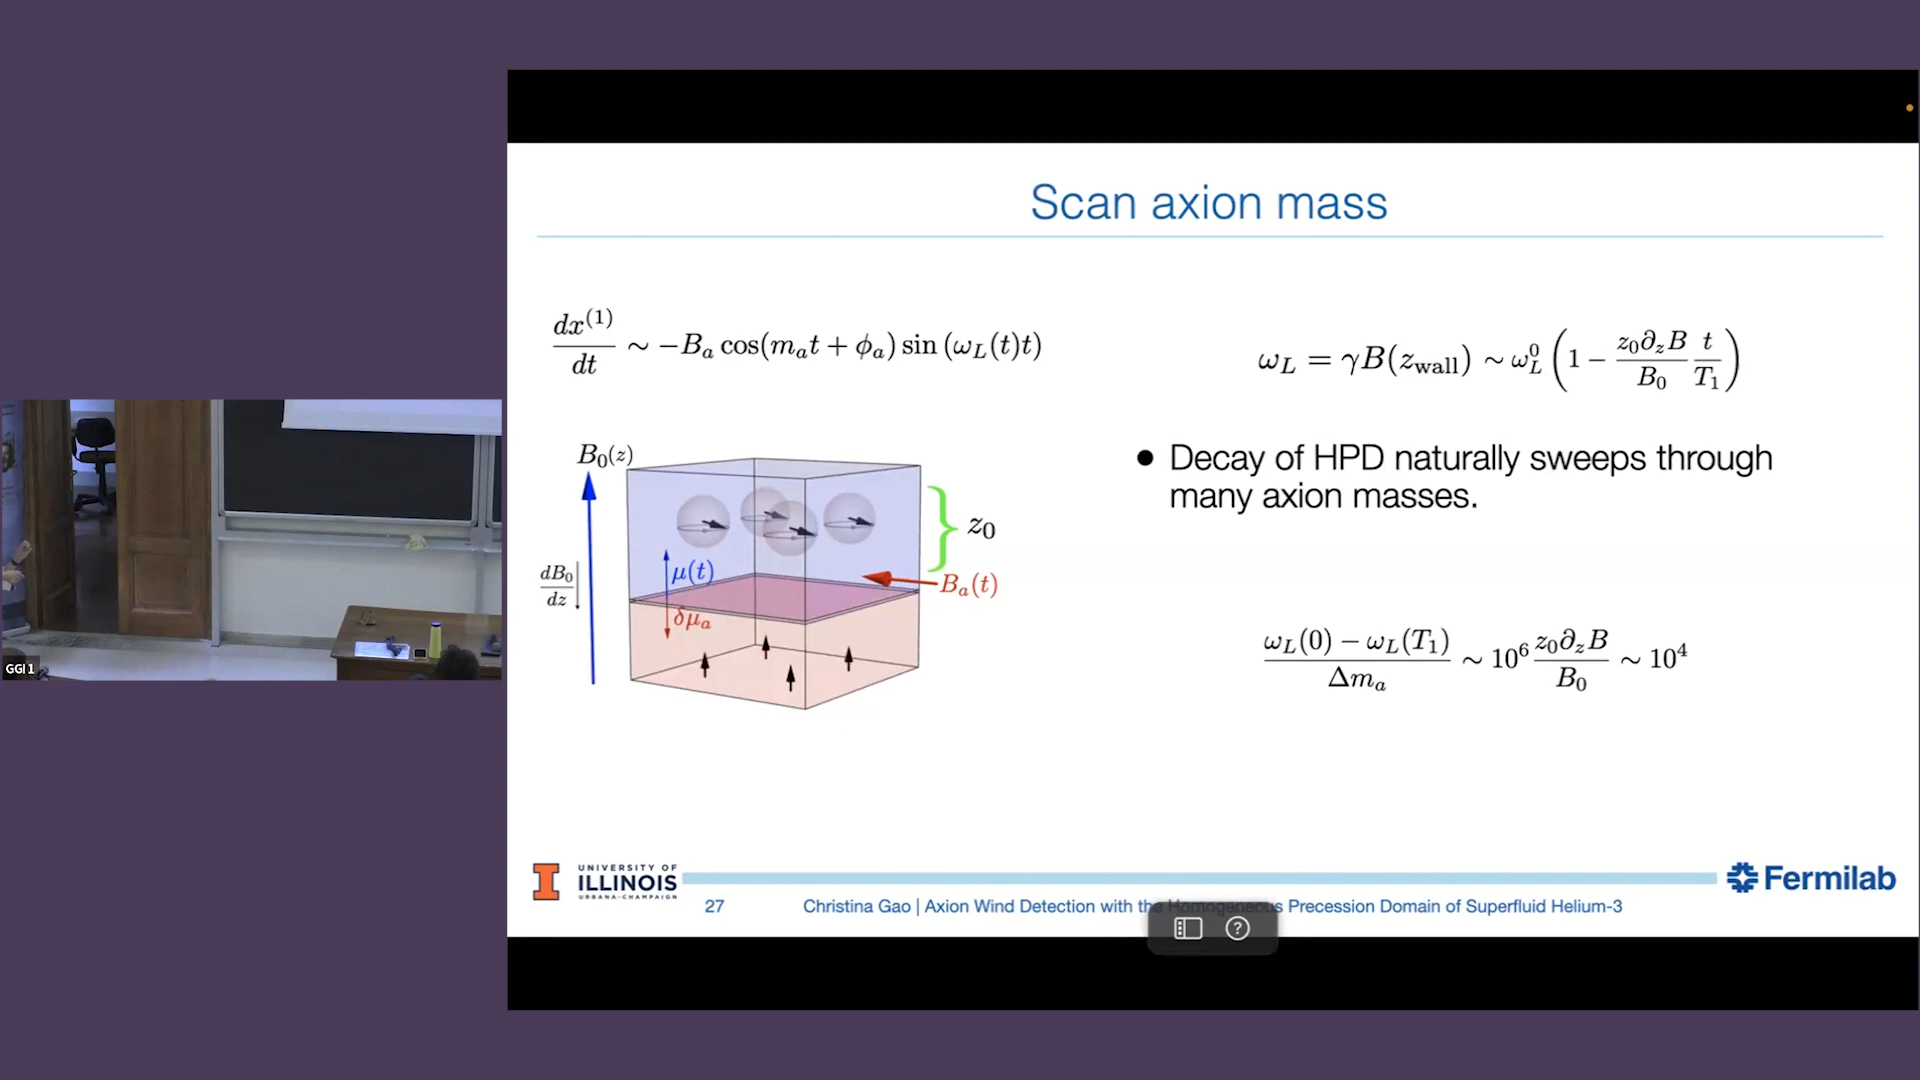 Scan axion mass
dx^(1)/dt ∼ −B_a cos(m_a t + ϕ_a) sin (ω_L(t)t)
ω_L = γB(z_wall) ∼ ω_L^0 (1 − z_0∂_zB/B_0 t/T_1)
B_0(z)
dB_0/dz
μ(t)
δμ_a
z_0
B_a(t)
● Decay of HPD naturally sweeps through
many axion masses.
ω_L(0) − ω_L(T_1)/Δm_a ∼ 10^6 z_0∂_zB/B_0 ∼ 10^4
GGI 1
UNIVERSITY OF
ILLINOIS
URBANA-CHAMPAIGN
Fermilab
27
Christina Gao | Axion Wind Detection with the Homogeneous Precession Domain of Superfluid Helium-3
?